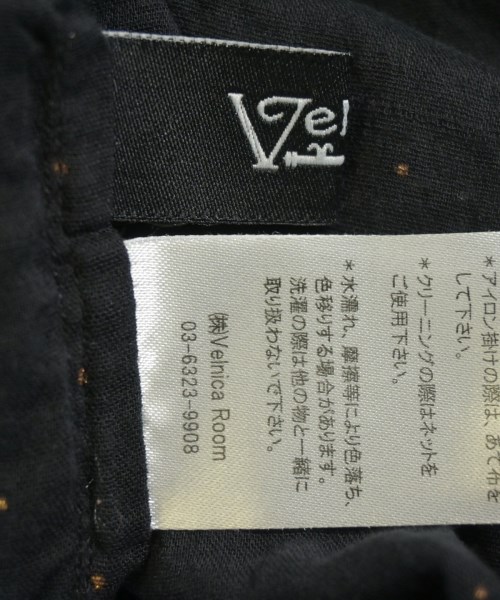 Vel
*アイロン掛けの際は、あて布を
して下さい。
*クリーニングの際はネットを
ご使用下さい。
*水濡れ、摩擦等により色落ち、
色移りする場合があります。
洗濯の際は他の物と一緒に
取り扱わないで下さい。
㈱Velnica Room
03-6323-9908